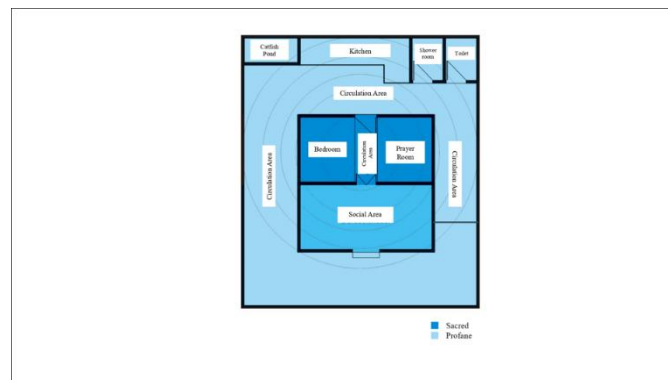 Catfish
Pond
Kitchen
Shower
room
Toilet
Circulation Area
Bedroom
Circulation
Area
Prayer
Room
Circulation Area
Circulation Area
Social Area
Sacred
Profane